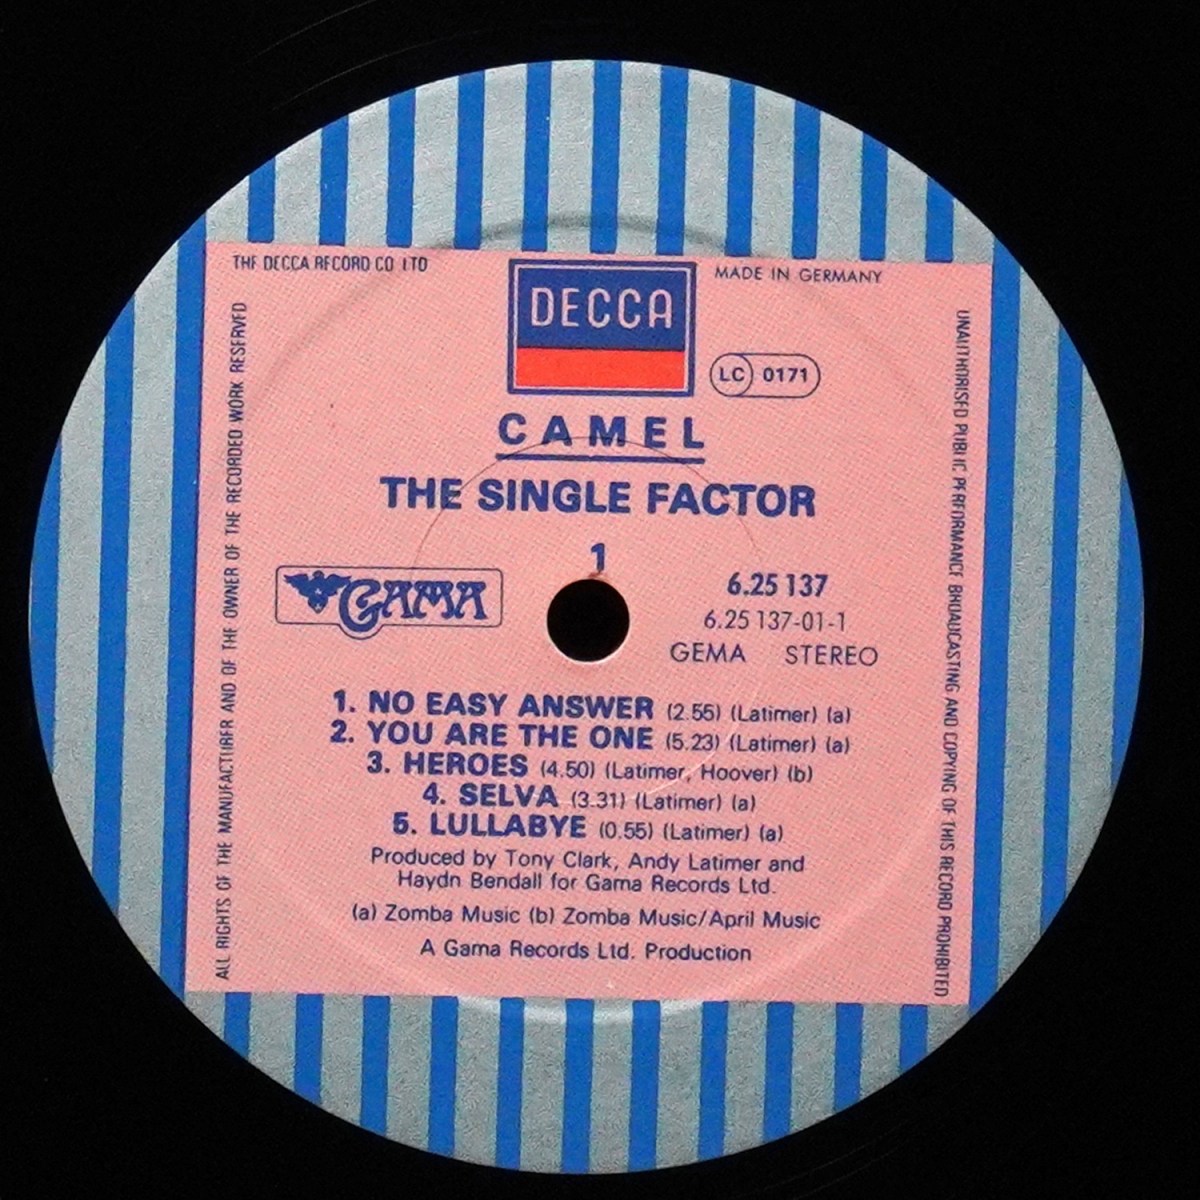 THE DECCA RECORD CO LTD
MADE IN GERMANY
DECCA
LC 0171
CAMEL
THE SINGLE FACTOR
1
GAMA
6.25 137
6.25 137-01-1
GEMA STEREO
1. NO EASY ANSWER (2.55) (Latimer) (a)
2. YOU ARE THE ONE (5.23) (Latimer) (a)
3. HEROES (4.50) (Latimer, Hoover) (b)
4. SELVA (3.31) (Latimer) (a)
5. LULLABYE (0.55) (Latimer) (a)
Produced by Tony Clark, Andy Latimer and
Haydn Bendall for Gama Records Ltd.
(a) Zomba Music (b) Zomba Music/April Music
A Gama Records Ltd. Production
ALL RIGHTS OF THE MANUFACTURER AND OF THE OWNER OF THE RECORDED WORK RESERVED
UNAUTHORISED PUBLIC PERFORMANCE BROADCASTING AND COPYING OF THIS RECORD PROHIBITED